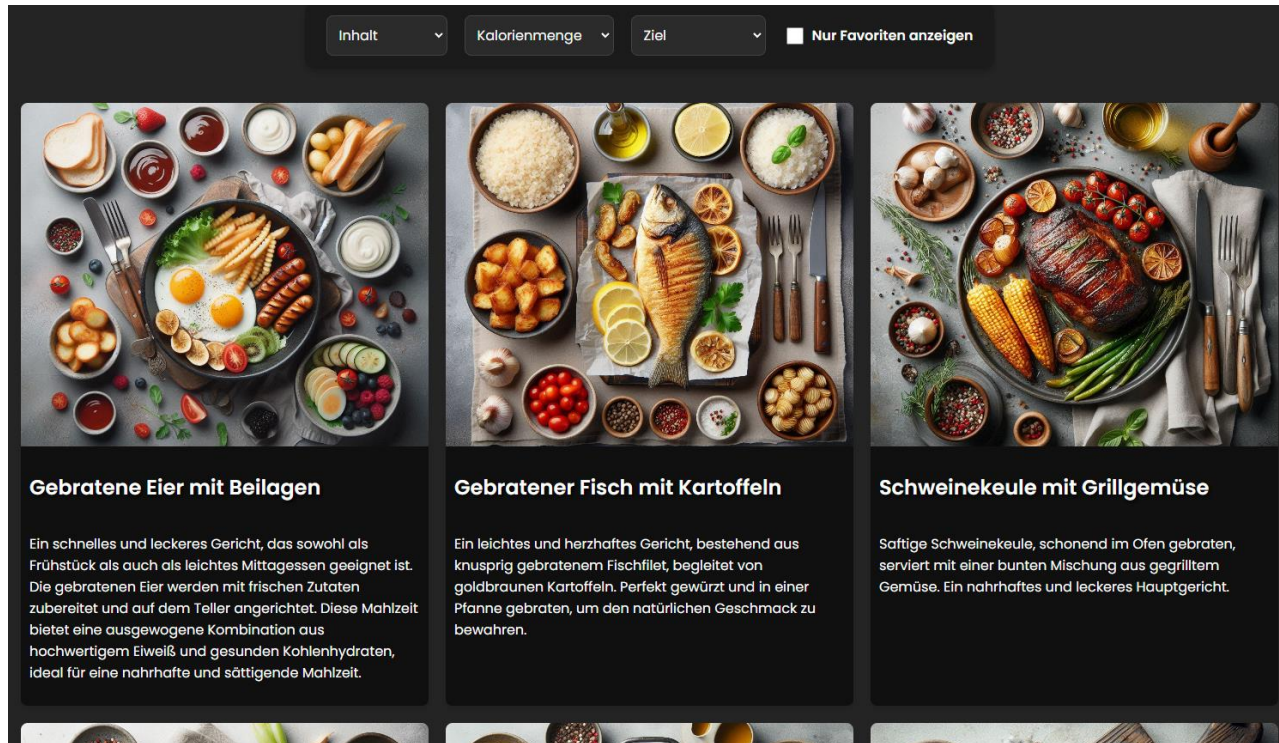 Inhalt Kalorienmenge Ziel Nur Favoriten anzeigen
Gebratene Eier mit Beilagen
Ein schnelles und leckeres Gericht, das sowohl als
Frühstück als auch als leichtes Mittagessen geeignet ist.
Die gebratenen Eier werden mit frischen Zutaten
zubereitet und auf dem Teller angerichtet. Diese Mahlzeit
bietet eine ausgewogene Kombination aus
hochwertigem Eiweiß und gesunden Kohlenhydraten,
ideal für eine nahrhafte und sättigende Mahlzeit.
Gebratener Fisch mit Kartoffeln
Ein leichtes und herzhaftes Gericht, bestehend aus
knusprig gebratenem Fischfilet, begleitet von
goldbraunen Kartoffeln. Perfekt gewürzt und in einer
Pfanne gebraten, um den natürlichen Geschmack zu
bewahren.
Schweinekeule mit Grillgemüse
Saftige Schweinekeule, schonend im Ofen gebraten,
serviert mit einer bunten Mischung aus gegrilltem
Gemüse. Ein nahrhaftes und leckeres Hauptgericht.